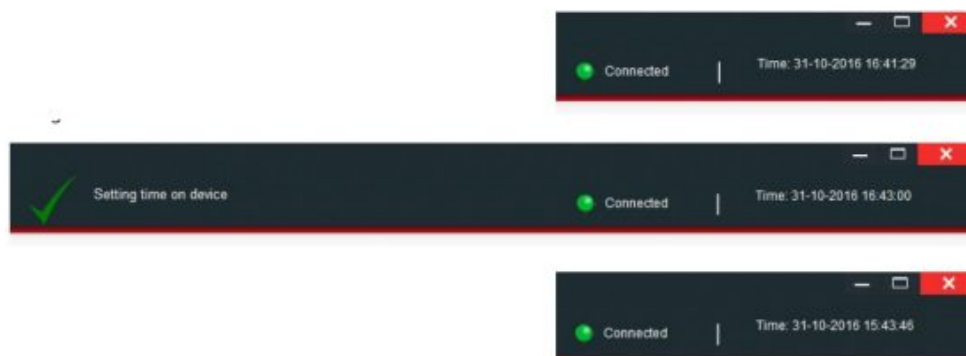 Connected | Time: 31-10-2016 16:41:29
Setting time on device Connected | Time: 31-10-2016 16:43:00
Connected | Time: 31-10-2016 15:43:46